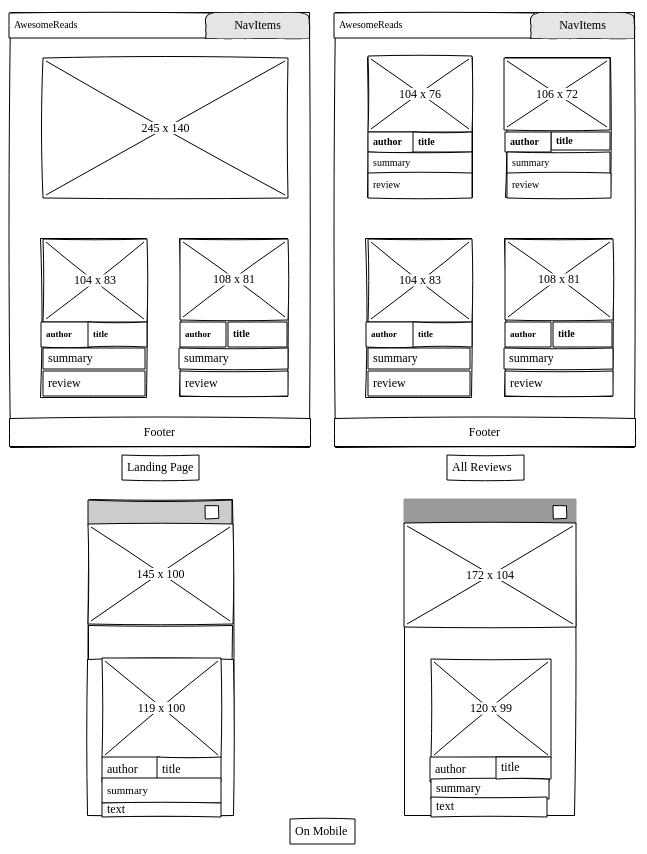 AwesomeReads NavItems
245 x 140
104 x 83 108 x 81
author title author title
summary summary
review review
Footer
Landing Page
AwesomeReads NavItems
104 x 76 106 x 72
author title author title
summary summary
review review
104 x 83 108 x 81
author title author title
summary summary
review review
Footer
All Reviews
145 x 100
119 x 100
author title
summary
text
172 x 104
120 x 99
author title
summary
text
On Mobile